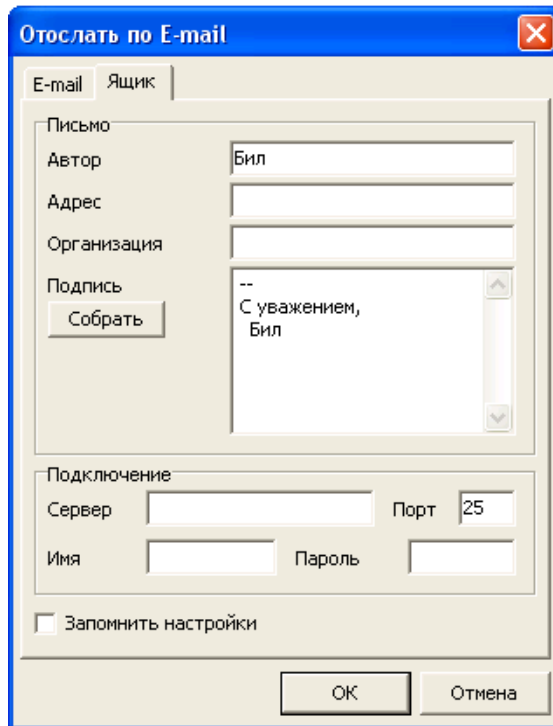 Отослать по E-mail
E-mail Ящик
Письмо
Автор Бил
Адрес
Организация
Подпись --
С уважением,
Бил
Собрать
Подключение
Сервер Порт 25
Имя Пароль
Запомнить настройки
ОК Отмена